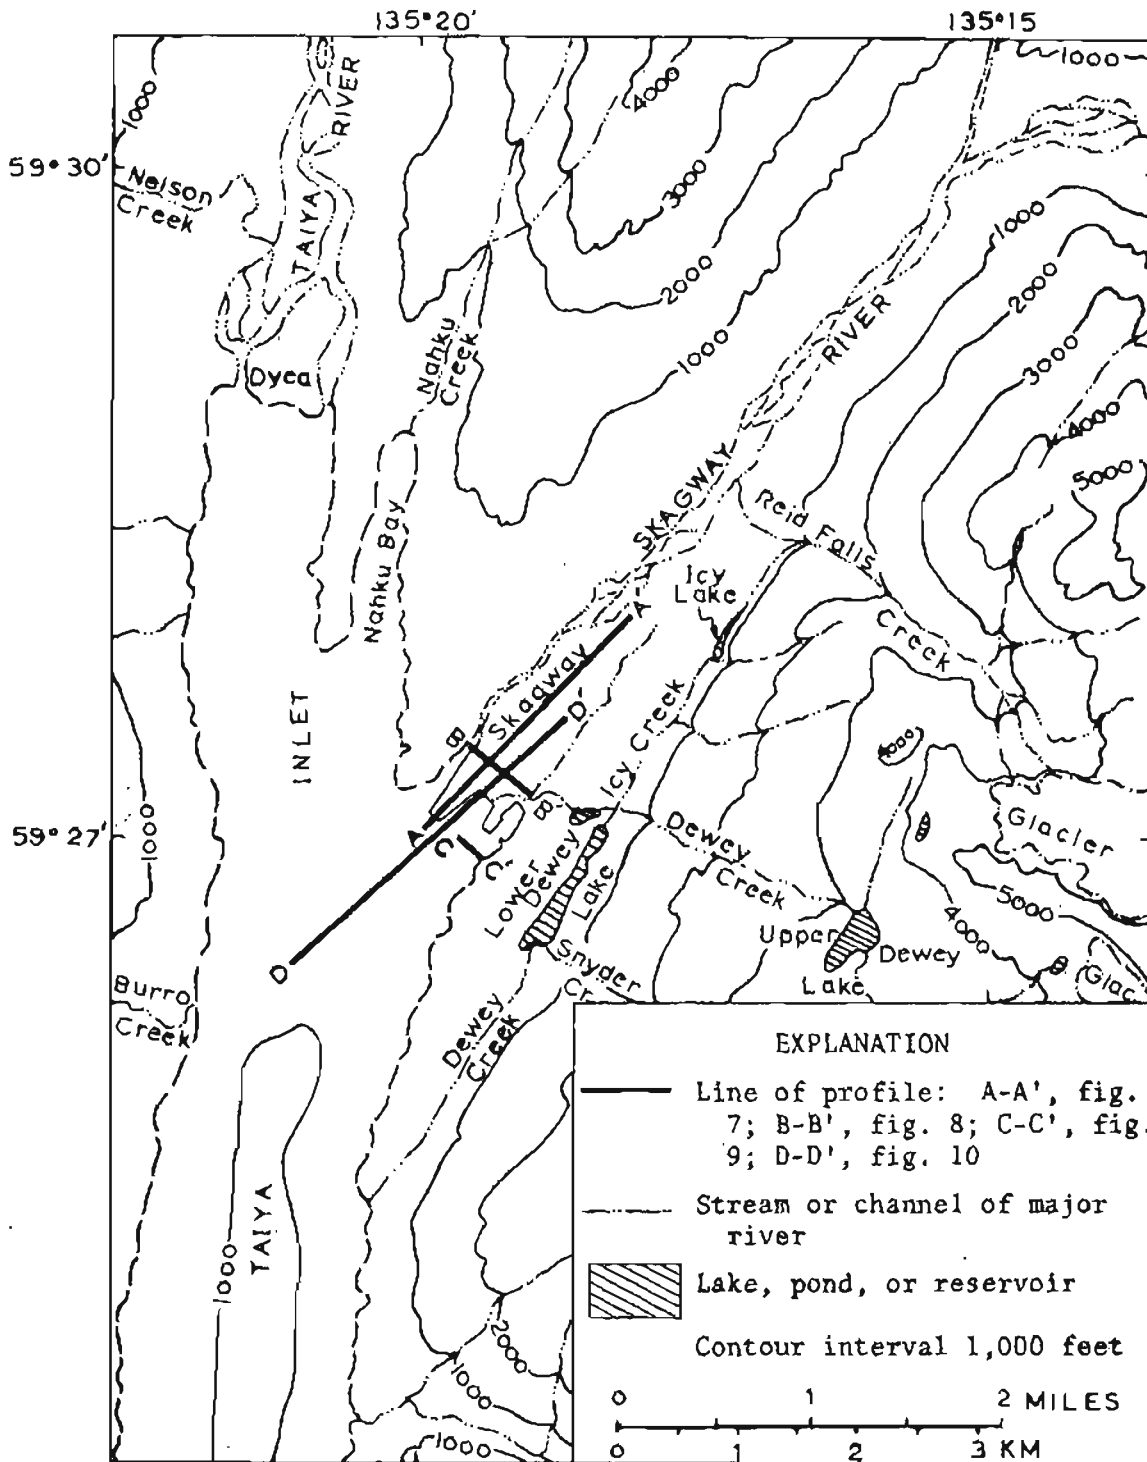 135°20'
135°15
59°30'
59°27'
1000
4000
1000
RIVER
TAIYA
Nelson
Creek
3000
2000
1000
1000
2000
3000
4000
5000
RIVER
SKAGWAY
Nahku
Creek
Dyea
Nahku Bay
Reid Falls
Creek
Icy
Lake
A'
Skagway
D'
B
B'
Icy Creek
INLET
A
C
C'
D
1000
4000
Glacier
Dewey
Creek
Lower
Dewey
Lake
5000
4000
Upper
Dewey
Lake
Glac
Snyder
Cr
Burro
Creek
Dewey
Creek
TAIYA
1000
2000
1000
1000
EXPLANATION
Line of profile: A-A', fig.
7; B-B', fig. 8; C-C', fig.
9; D-D', fig. 10
Stream or channel of major
river
Lake, pond, or reservoir
Contour interval 1,000 feet
0 1 2 MILES
0 1 2 3 KM